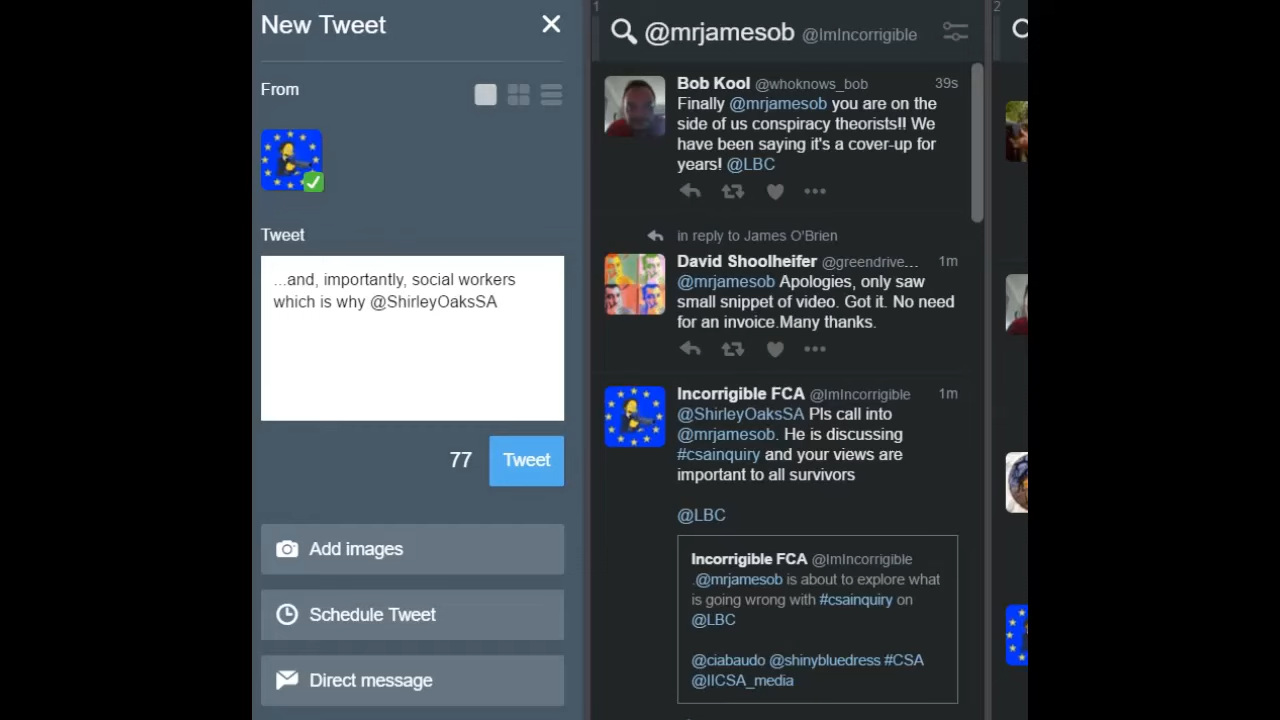 New Tweet
From
Tweet
...and, importantly, social workers
which is why @ShirleyOaksSA
77
Tweet
Add images
Schedule Tweet
Direct message
1
@mrjamesob @ImIncorrigible
Bob Kool @whoknows_bob 39s
Finally @mrjamesob you are on the
side of us conspiracy theorists!! We
have been saying it's a cover-up for
years! @LBC
in reply to James O'Brien
David Shoolheifer @greendrive... 1m
@mrjamesob Apologies, only saw
small snippet of video. Got it. No need
for an invoice.Many thanks.
Incorrigible FCA @ImIncorrigible 1m
@ShirleyOaksSA Pls call into
@mrjamesob. He is discussing
#csainquiry and your views are
important to all survivors
@LBC
Incorrigible FCA @ImIncorrigible
.@mrjamesob is about to explore what
is going wrong with #csainquiry on
@LBC
@ciabaudo @shinybluedress #CSA
@IICSA_media
2